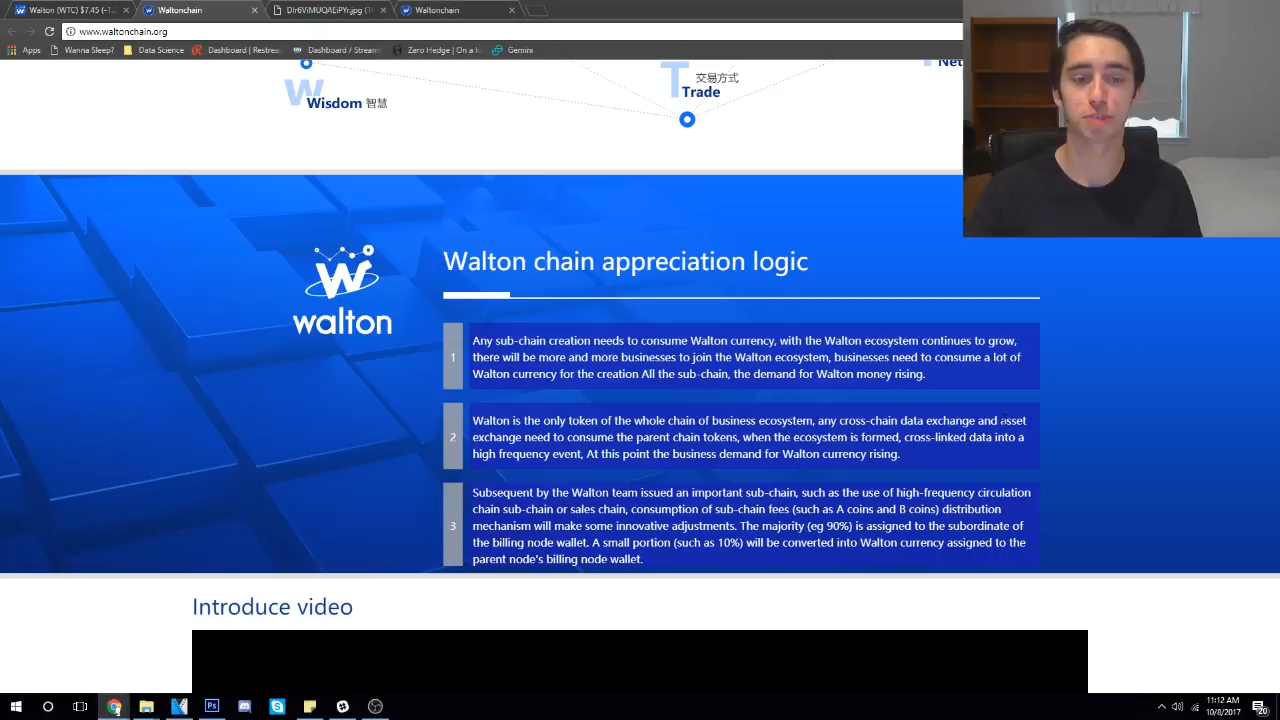 Walton (WTC) $7.45 (-1...
Waltonchain
DIr6ViMUQAEiPYr.jpg (10
Waltonchain
www.waltonchain.org
Apps
Wanna Sleep?
Data Science
Dashboard | Restrea
Dashboard / Stream
Zero Hedge | On a lo
Gemini
W
Wisdom 智慧
T
交易方式
Trade
Net
walton
Walton chain appreciation logic
1
Any sub-chain creation needs to consume Walton currency, with the Walton ecosystem continues to grow,
there will be more and more businesses to join the Walton ecosystem, businesses need to consume a lot of
Walton currency for the creation All the sub-chain, the demand for Walton money rising.
2
Walton is the only token of the whole chain of business ecosystem, any cross-chain data exchange and asset
exchange need to consume the parent chain tokens, when the ecosystem is formed, cross-linked data into a
high frequency event, At this point the business demand for Walton currency rising.
3
Subsequent by the Walton team issued an important sub-chain, such as the use of high-frequency circulation
chain sub-chain or sales chain, consumption of sub-chain fees (such as A coins and B coins) distribution
mechanism will make some innovative adjustments. The majority (eg 90%) is assigned to the subordinate of
the billing node wallet. A small portion (such as 10%) will be converted into Walton currency assigned to the
parent node's billing node wallet.
Introduce video
11:12 AM
10/8/2017
20